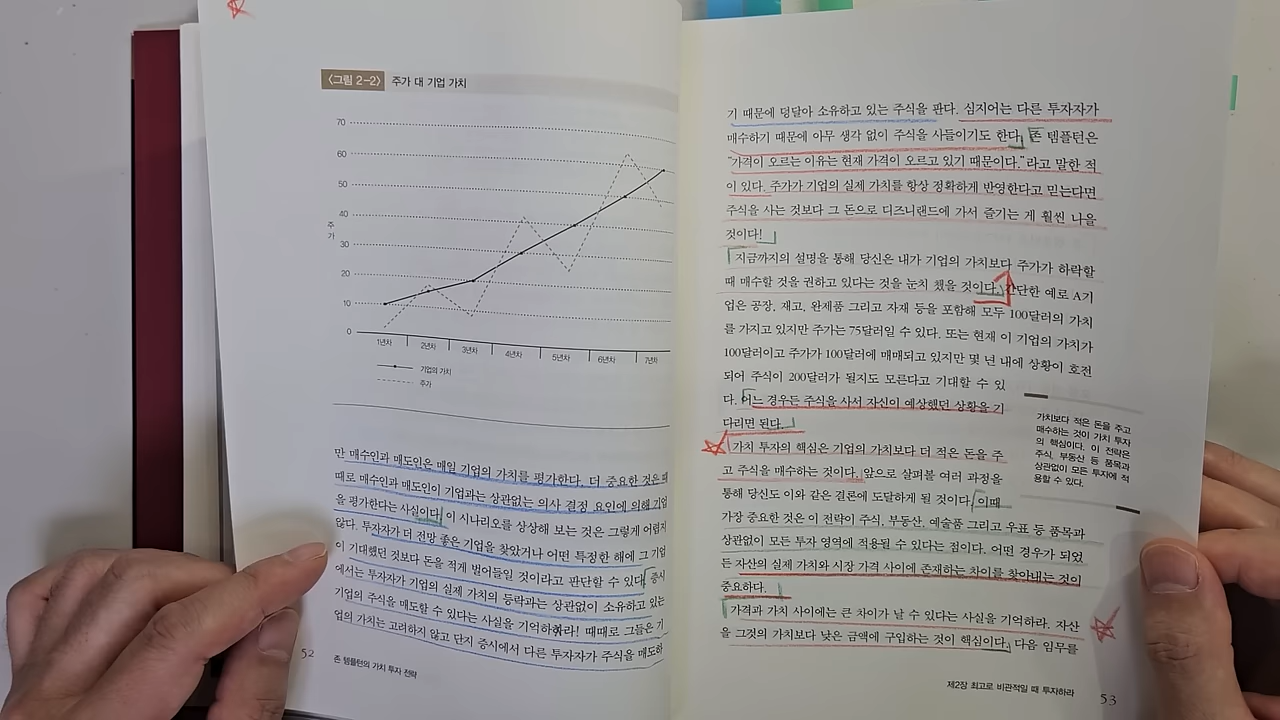 〈그림 2-2〉 주가 대 기업 가치
70
60
50
40
주
가
30
20
10
0
1년차 2년차 3년차 4년차 5년차 6년차 7년차
기업의 가치
주가
만 매수인과 매도인은 매일 기업의 가치를 평가한다. 더 중요한 것은 때
때로 매수인과 매도인이 기업과는 상관없는 의사 결정 요인에 의해 기업
을 평가한다는 사실이다. 이 시나리오를 상상해 보는 것은 그렇게 어렵지
않다. 투자자가 더 전망 좋은 기업을 찾았거나 어떤 특정한 해에 그 기업
이 기대했던 것보다 돈을 적게 벌어들일 것이라고 판단할 수 있다. 증시
에서는 투자자가 기업의 실제 가치의 등락과는 상관없이 소유하고 있는
기업의 주식을 매도할 수 있다는 사실을 기억하라! 때때로 그들은 기
업의 가치는 고려하지 않고 단지 증시에서 다른 투자자가 주식을 매도하
52 존 템플턴의 가치 투자 전략
기 때문에 덩달아 소유하고 있는 주식을 판다. 심지어는 다른 투자자가
매수하기 때문에 아무 생각 없이 주식을 사들이기도 한다. 존 템플턴은
“가격이 오르는 이유는 현재 가격이 오르고 있기 때문이다.”라고 말한 적
이 있다. 주가가 기업의 실제 가치를 항상 정확하게 반영한다고 믿는다면
주식을 사는 것보다 그 돈으로 디즈니랜드에 가서 즐기는 게 훨씬 나을
것이다!
지금까지의 설명을 통해 당신은 내가 기업의 가치보다 주가가 하락할
때 매수할 것을 권하고 있다는 것을 눈치 챘을 것이다. 간단한 예로 A기
업은 공장, 재고, 완제품 그리고 자재 등을 포함해 모두 100달러의 가치
를 가지고 있지만 주가는 75달러일 수 있다. 또는 현재 이 기업의 가치가
100달러이고 주가가 100달러에 매매되고 있지만 몇 년 내에 상황이 호전
되어 주식이 200달러가 될지도 모른다고 기대할 수 있
다. 어느 경우든 주식을 사서 자신이 예상했던 상황을 기
다리면 된다.
가치 투자의 핵심은 기업의 가치보다 더 적은 돈을 주
고 주식을 매수하는 것이다. 앞으로 살펴볼 여러 과정을
통해 당신도 이와 같은 결론에 도달하게 될 것이다. 이때
가장 중요한 것은 이 전략이 주식, 부동산, 예술품 그리고 우표 등 품목과
상관없이 모든 투자 영역에 적용될 수 있다는 점이다. 어떤 경우가 되었
든 자산의 실제 가치와 시장 가격 사이에 존재하는 차이를 찾아내는 것이
중요하다.
가격과 가치 사이에는 큰 차이가 날 수 있다는 사실을 기억하라. 자산
을 그것의 가치보다 낮은 금액에 구입하는 것이 핵심이다. 다음 임무를
가치보다 적은 돈을 주고
매수하는 것이 가치 투자
의 핵심이다. 이 전략은
주식, 부동산 등 품목과
상관없이 모든 투자에 적
용할 수 있다.
제2장 최고로 비관적일 때 투자하라 53